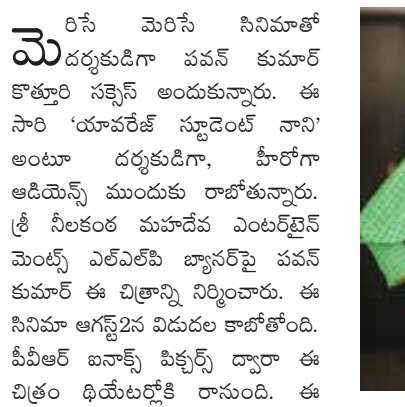 మెరిసే మెరిసే సినిమాతో
దర్శకుడిగా పవన్ కుమార్
కొత్తూరి సక్సెస్ అందుకున్నారు. ఈ
సారి ‘యావరేజ్ స్టూడెంట్ నాని’
అంటూ దర్శకుడిగా, హీరోగా
ఆడియెన్స్ ముందుకు రాబోతున్నారు.
శ్రీ నీలకంఠ మహదేవ ఎంటర్‌టైన్
మెంట్స్ ఎల్ఎల్‌పి బ్యానర్‌పై పవన్
కుమార్ ఈ చిత్రాన్ని నిర్మించారు. ఈ
సినిమా ఆగస్ట్2న విడుదల కాబోతోంది.
పీవీఆర్ ఐనాక్స్ పిక్చర్స్ ద్వారా ఈ
చిత్రం థియేటర్లోకి రానుంది. ఈ